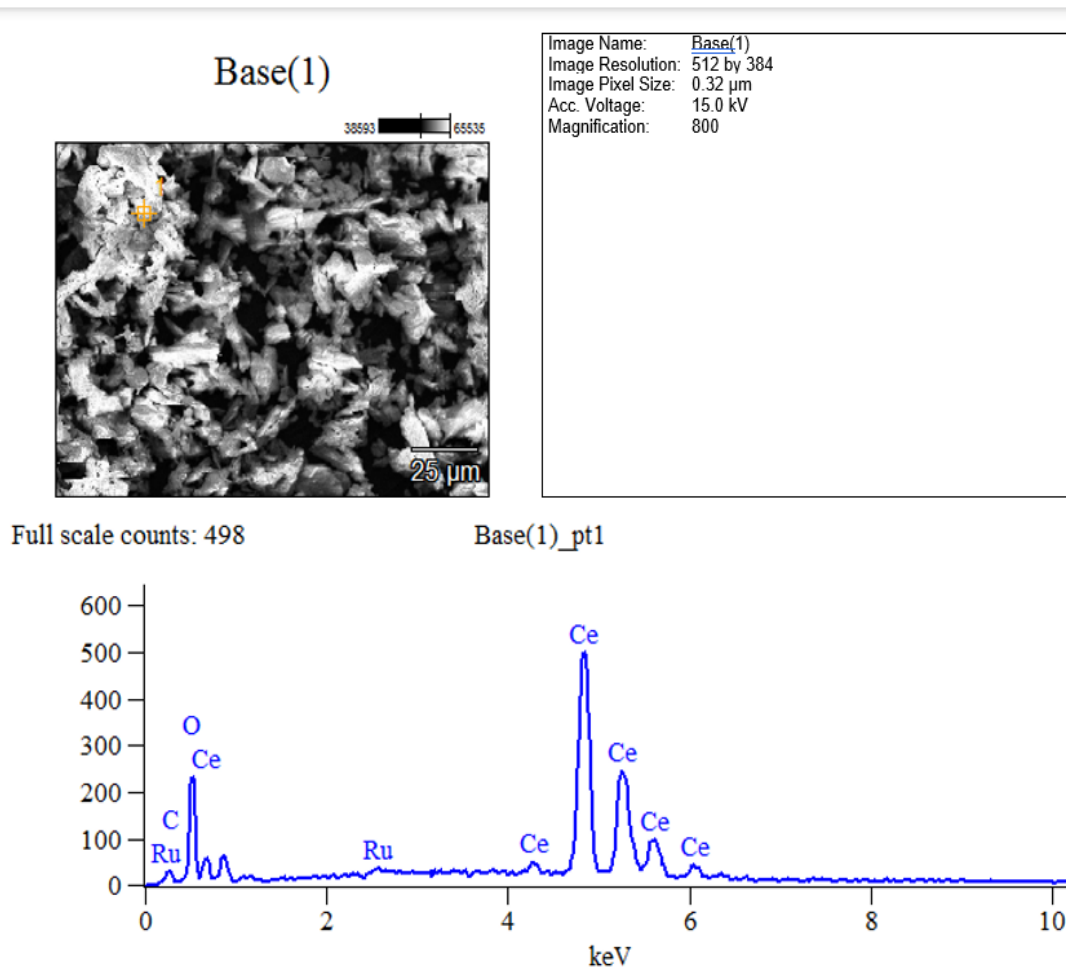 Base(1)
Image Name: Base(1)
Image Resolution: 512 by 384
Image Pixel Size: 0.32 µm
Acc. Voltage: 15.0 kV
Magnification: 800
38593 65535
1
25 µm
Full scale counts: 498 Base(1)_pt1
600
500
400
300
200
100
0
Ce
O
Ce
Ce
C
Ru
Ru
Ce
Ce
Ce
0 2 4 6 8 10
keV